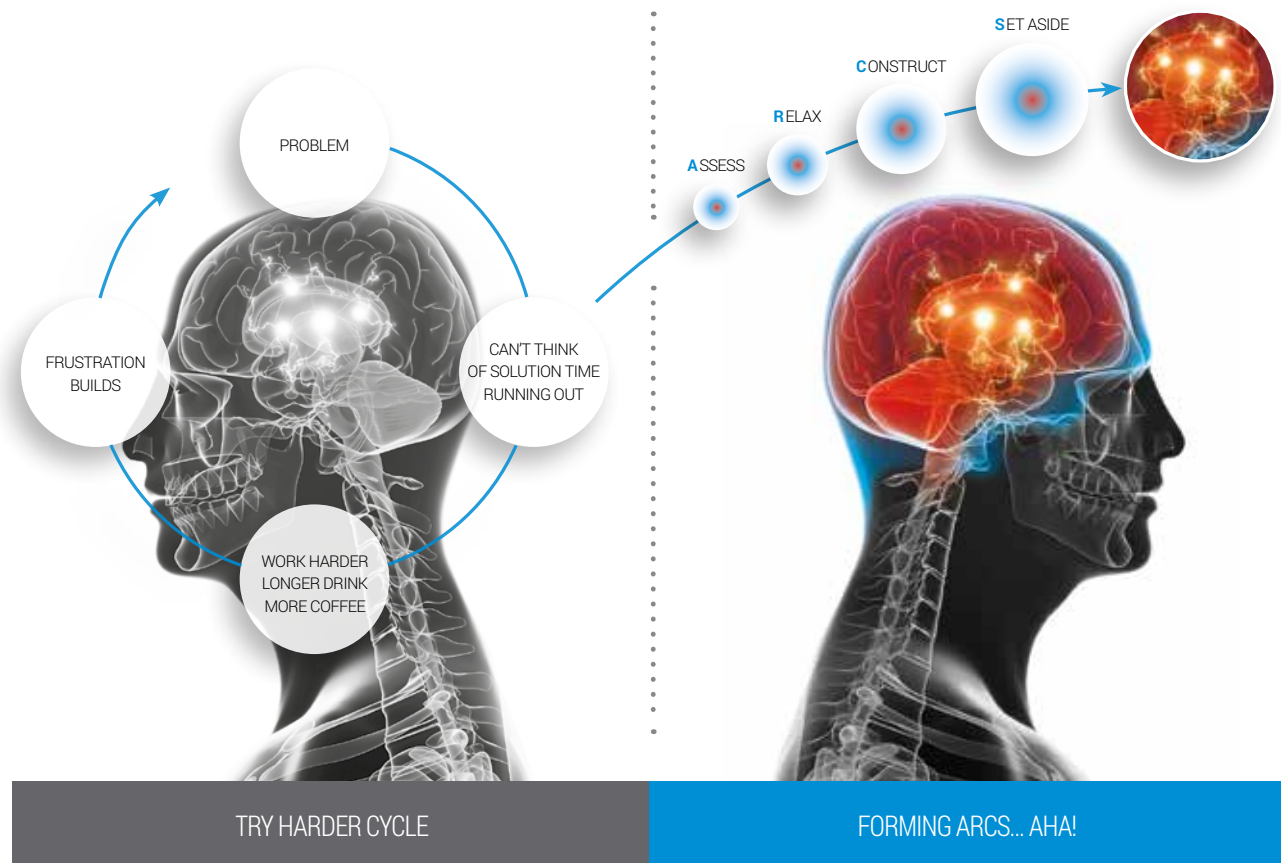 PROBLEM
CAN'T THINK
OF SOLUTION TIME
RUNNING OUT
WORK HARDER
LONGER DRINK
MORE COFFEE
FRUSTRATION
BUILDS
ASSESS
RELAX
CONSTRUCT
SET ASIDE
TRY HARDER CYCLE
FORMING ARCS... AHA!